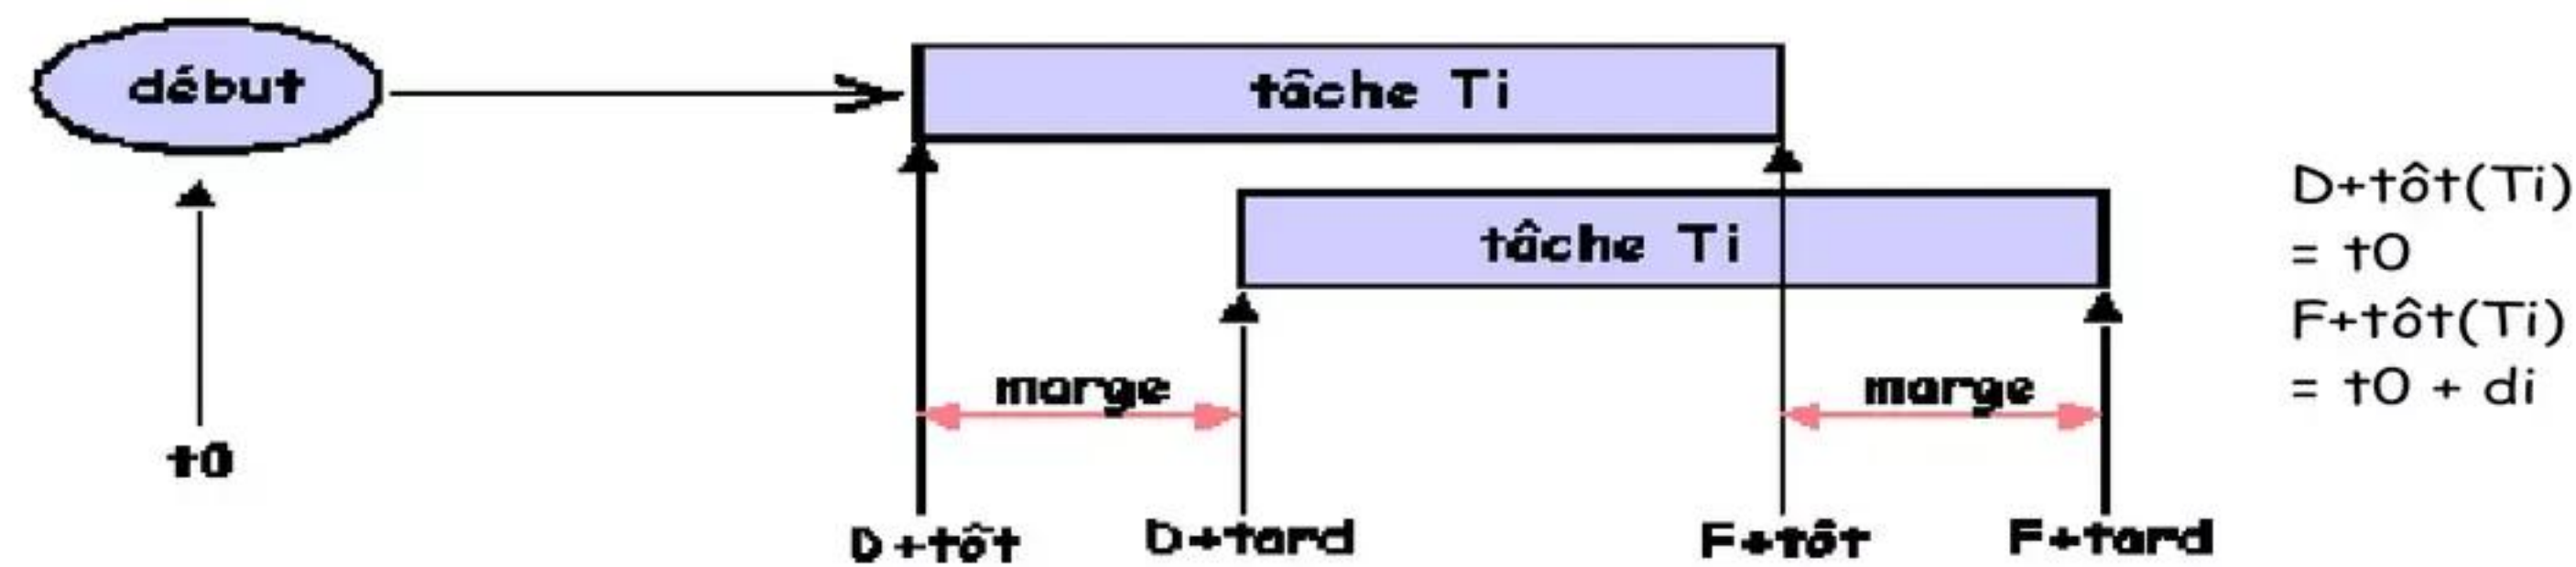 début
tâche Ti
tâche Ti
D+tôt(Ti)
= t0
F+tôt(Ti)
= t0 + di
marge
marge
t0
D+tôt
D+tard
F+tôt
F+tard